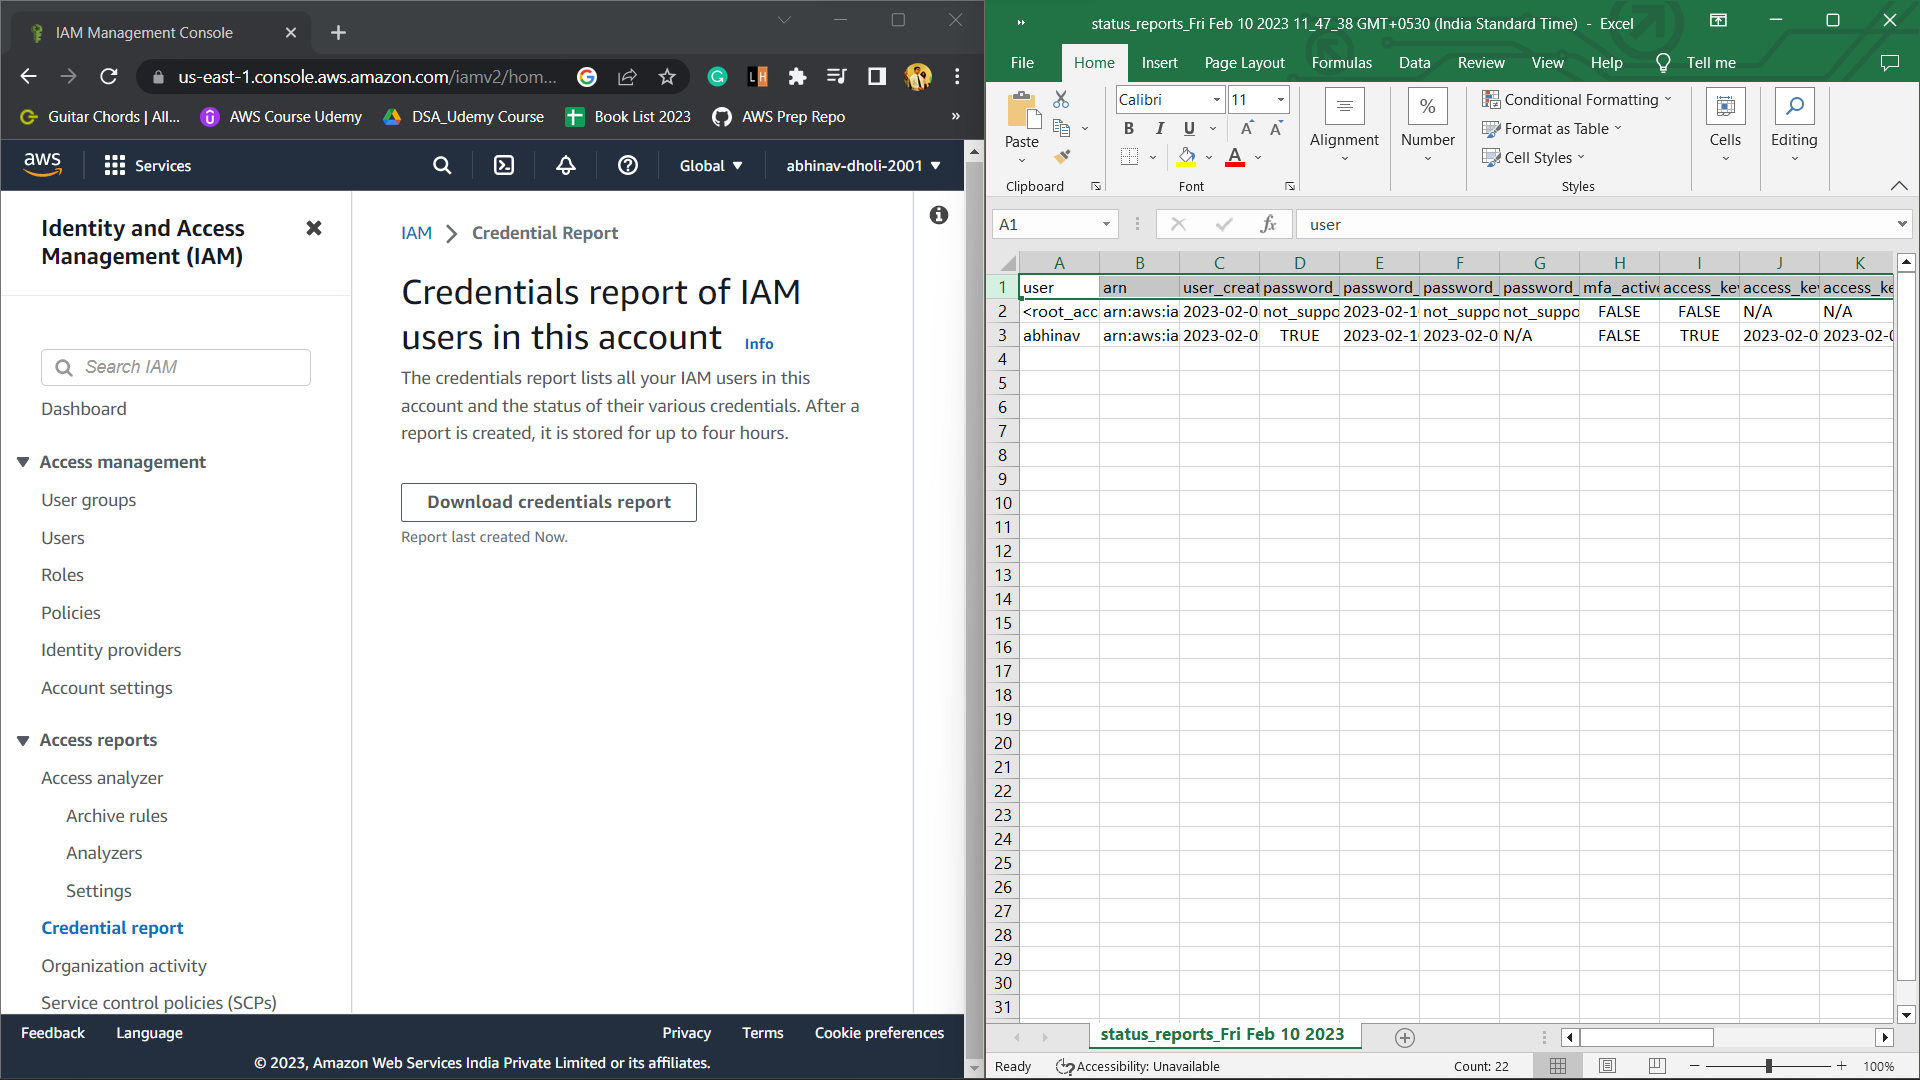 IAM Management Console
us-east-1.console.aws.amazon.com/iamv2/hom...
Guitar Chords | All...
AWS Course Udemy
DSA_Udemy Course
Book List 2023
AWS Prep Repo
»
aws
Services
Global
abhinav-dholi-2001
Identity and Access
Management (IAM)
Search IAM
Dashboard
Access management
User groups
Users
Roles
Policies
Identity providers
Account settings
Access reports
Access analyzer
Archive rules
Analyzers
Settings
Credential report
Organization activity
Service control policies (SCPs)
IAM > Credential Report
Credentials report of IAM
users in this account Info
The credentials report lists all your IAM users in this
account and the status of their various credentials. After a
report is created, it is stored for up to four hours.
Download credentials report
Report last created Now.
Feedback Language Privacy Terms Cookie preferences
© 2023, Amazon Web Services India Private Limited or its affiliates.
status_reports_Fri Feb 10 2023 11_47_38 GMT+0530 (India Standard Time) - Excel
File Home Insert Page Layout Formulas Data Review View Help Tell me
Paste
Clipboard
Calibri 11
B I U A A
A
Font
Alignment
%
Number
Conditional Formatting
Format as Table
Cell Styles
Styles
Cells
Editing
A1 fx user
A B C D E F G H I J K
1 user arn user_creat password_ password_ password_ password_ mfa_active access_key access_key access_ke
2 <root_acc arn:aws:ia 2023-02-0 not_suppo 2023-02-1 not_suppo not_suppo FALSE FALSE N/A N/A
3 abhinav arn:aws:ia 2023-02-0 TRUE 2023-02-1 2023-02-0 N/A FALSE TRUE 2023-02-0 2023-02-0
4
5
6
7
8
9
10
11
12
13
14
15
16
17
18
19
20
21
22
23
24
25
26
27
28
29
30
31
status_reports_Fri Feb 10 2023
Ready Accessibility: Unavailable Count: 22 100%